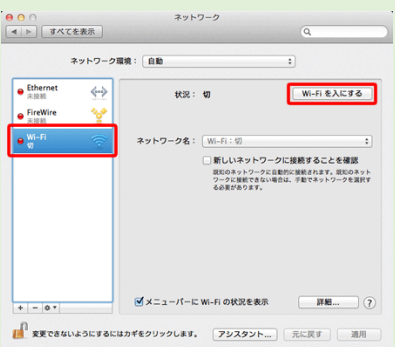 ネットワーク
すべてを表示
ネットワーク環境： 自動
Ethernet
未接続
FireWire
未接続
Wi-Fi
切
状況： 切
Wi-Fi を入にする
ネットワーク名： Wi-Fi：切
新しいネットワークに接続することを確認
既知のネットワークに自動的に接続されます。既知のネット
ワークに接続できない場合は、手動でネットワークを選択す
る必要があります。
メニューバーに Wi-Fi の状況を表示
詳細...
?
変更できないようにするにはカギをクリックします。
アシスタント...
元に戻す
適用